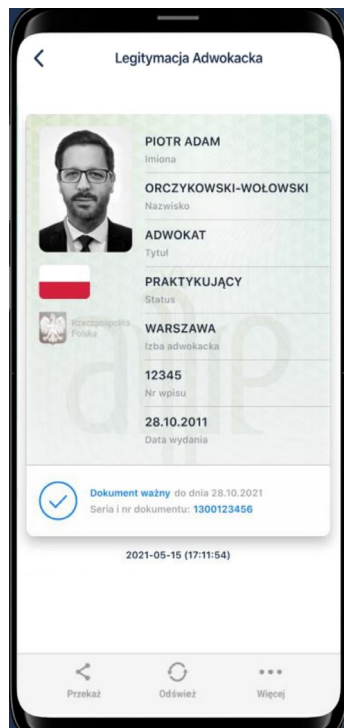 Legitymacja Adwokacka
PIOTR ADAM
Imiona
ORCZYKOWSKI-WOŁOWSKI
Nazwisko
ADWOKAT
Tytuł
PRAKTYKUJĄCY
Status
Rzeczpospolita
Polska
WARSZAWA
Izba adwokacka
12345
Nr wpisu
28.10.2011
Data wydania
Dokument ważny do dnia 28.10.2021
Seria i nr dokumentu: 1300123456
2021-05-15 (17:11:54)
Przekaż
Odśwież
Więcej